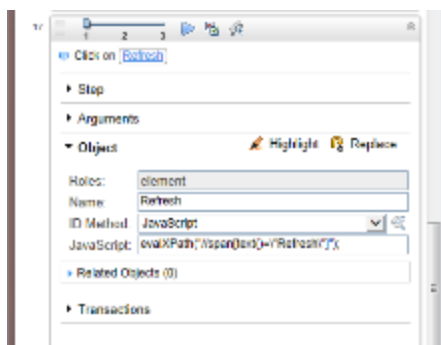 17
1 2 3
Click on [Refresh]
Step
Arguments
Object Highlight Replace
Roles: element
Name: Refresh
ID Method JavaScript
JavaScript: evalXPath("//span[text()=\"Refresh\"]");
Related Objects (0)
Transactions